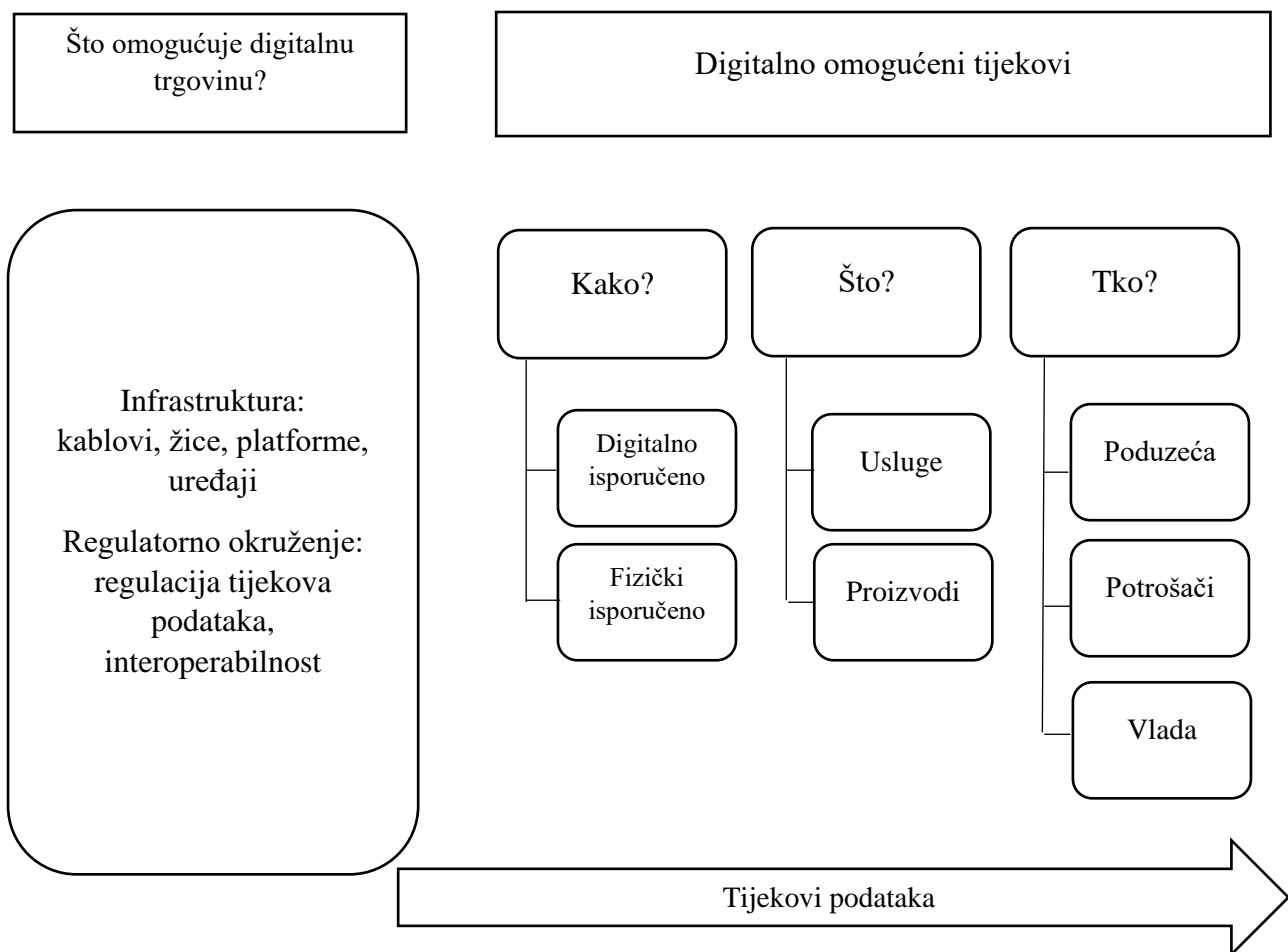 Što omogućuje digitalnu
trgovinu?
Digitalno omogućeni tijekovi
Infrastruktura:
kablovi, žice, platforme,
uređaji
Regulatorno okruženje:
regulacija tijekova
podataka,
interoperabilnost
Kako?
Digitalno
isporučeno
Fizički
isporučeno
Što?
Usluge
Proizvodi
Tko?
Poduzeća
Potrošači
Vlada
Tijekovi podataka